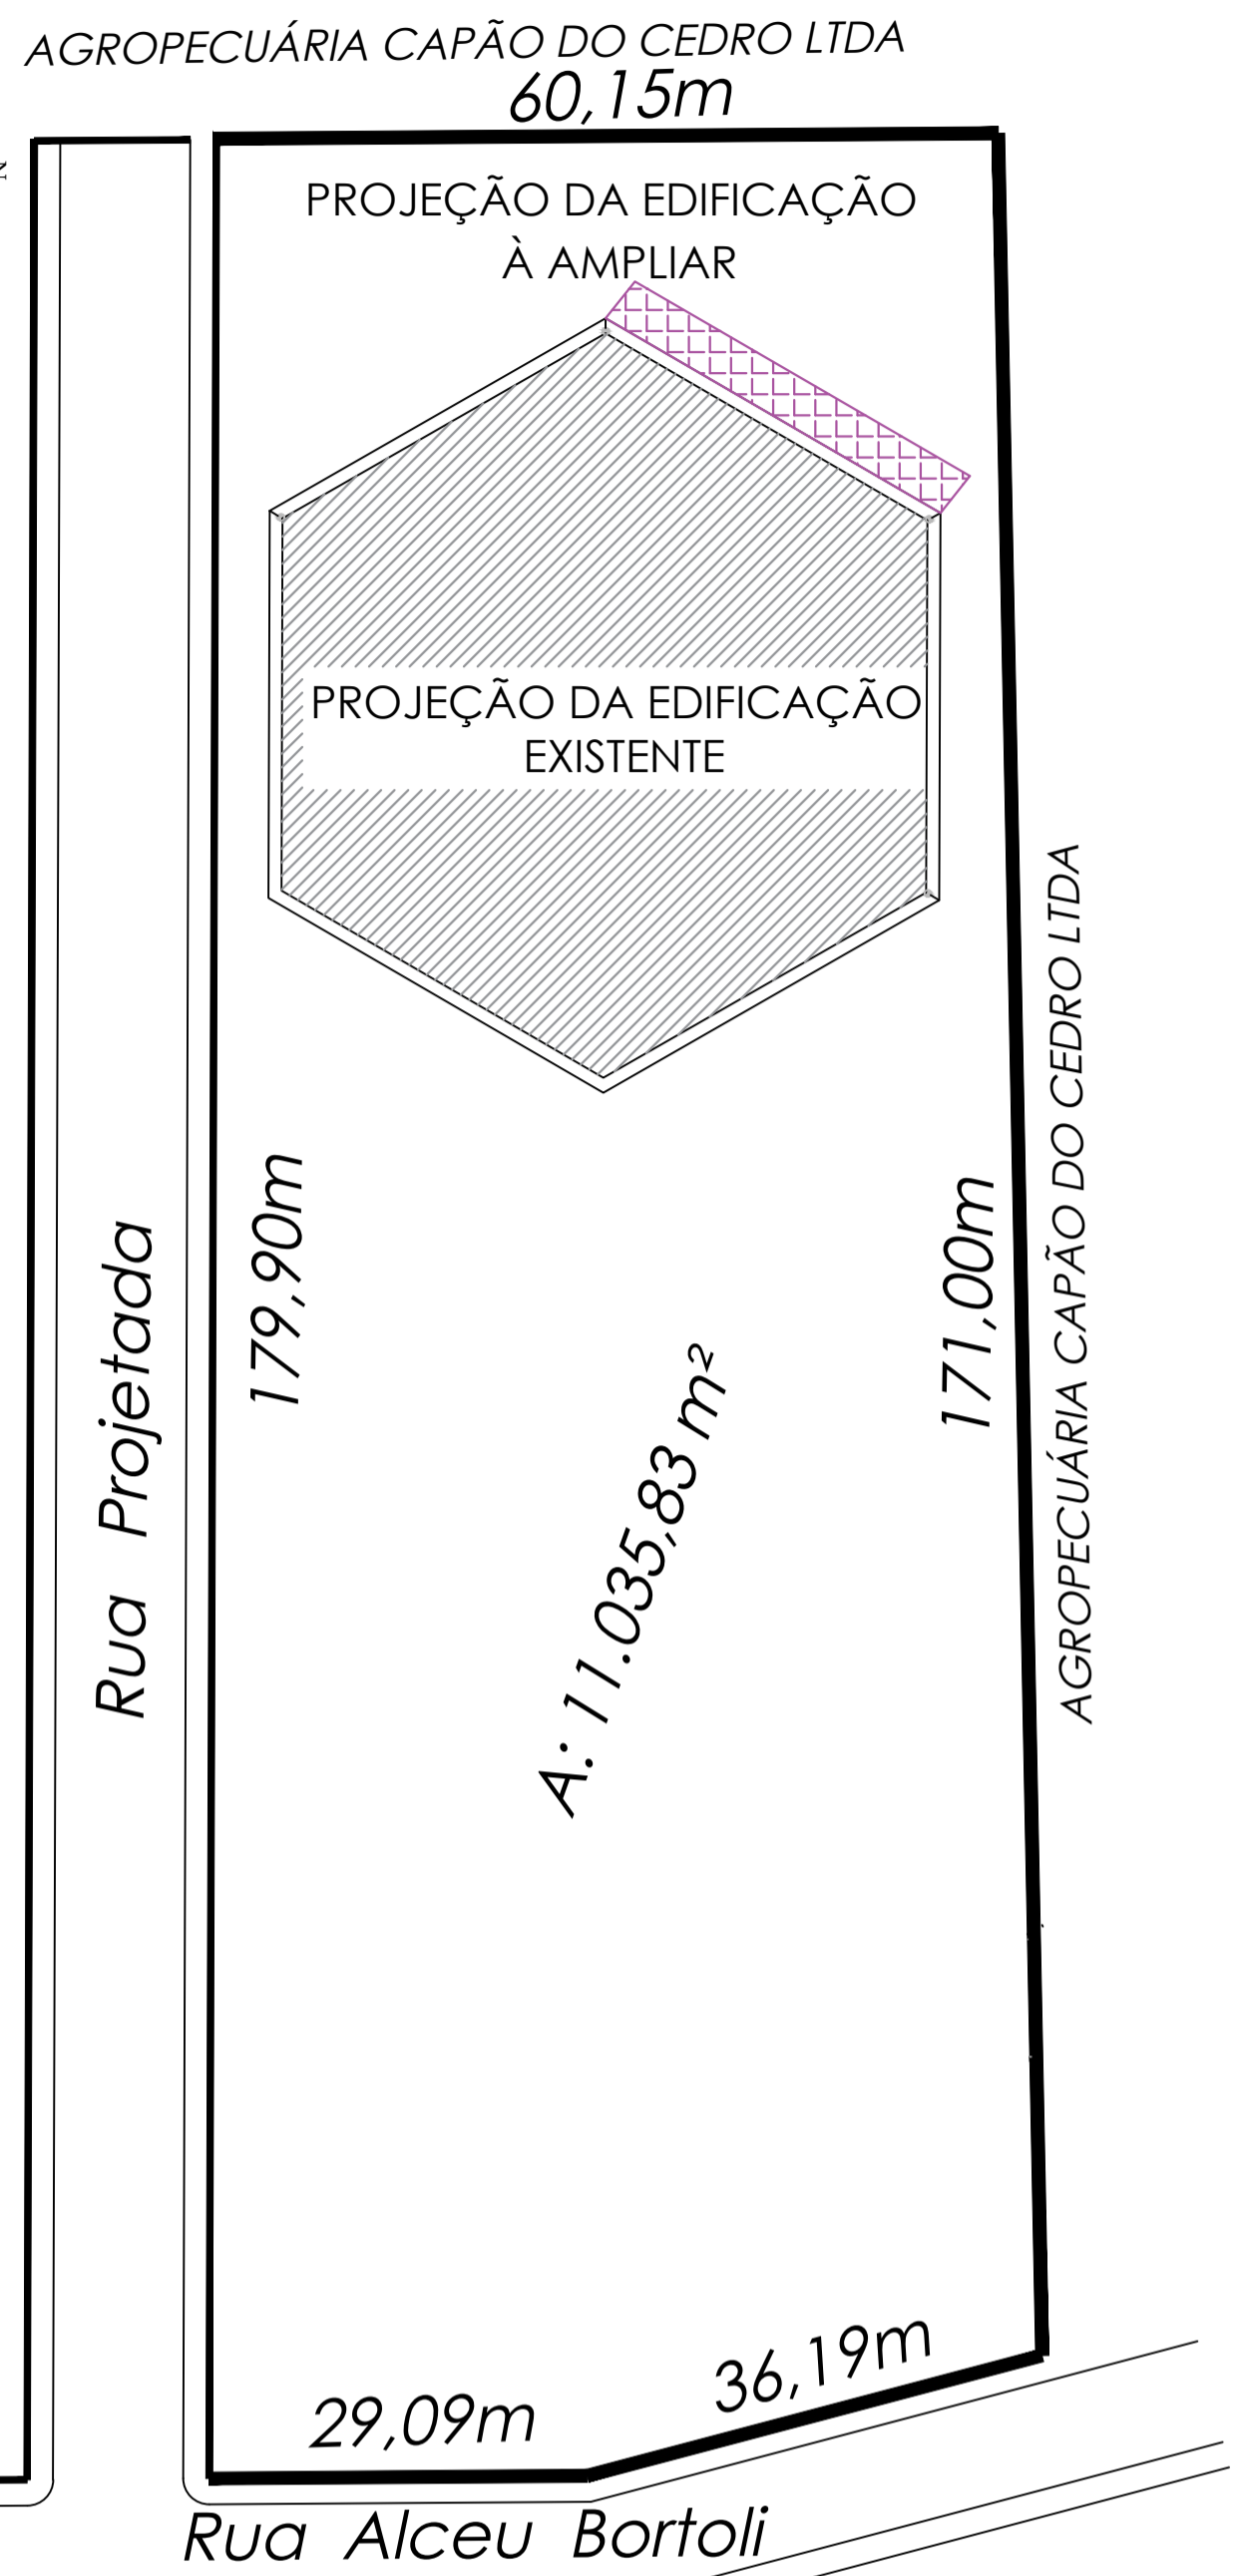 AGROPECUÁRIA CAPÃO DO CEDRO LTDA
60,15m
N
PROJEÇÃO DA EDIFICAÇÃO
À AMPLIAR
PROJEÇÃO DA EDIFICAÇÃO
EXISTENTE
AGROPECUÁRIA CAPÃO DO CEDRO LTDA
179,90m
171,00m
Rua Projetada
A: 11.035,83 m²
36,19m
29,09m
Rua Alceu Bortoli